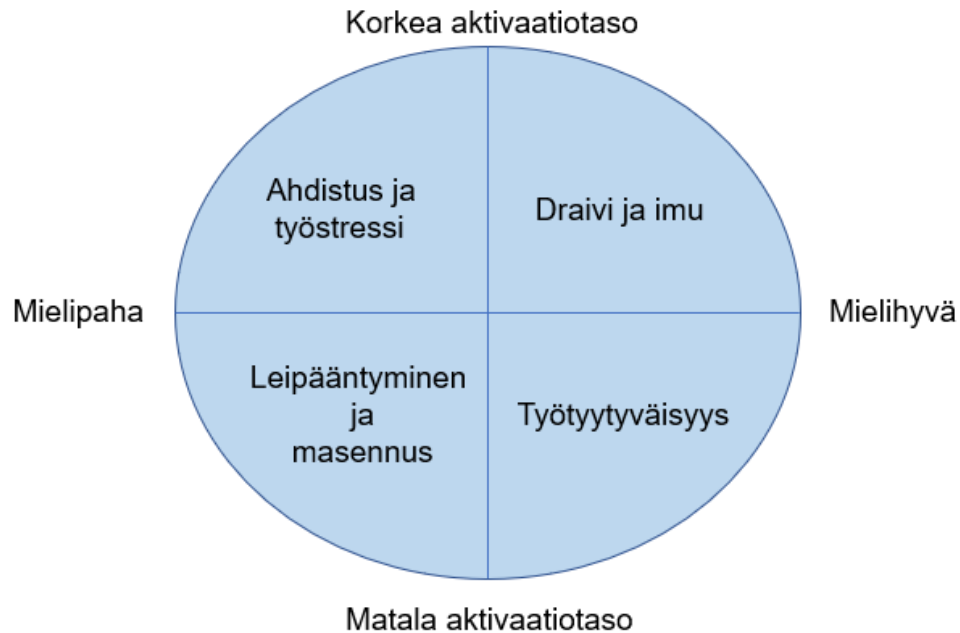 Korkea aktivaatiotaso
Ahdistus ja
työstressi
Draivi ja imu
Mielipaha
Mielihyvä
Leipääntyminen
ja
masennus
Työtyytyväisyys
Matala aktivaatiotaso